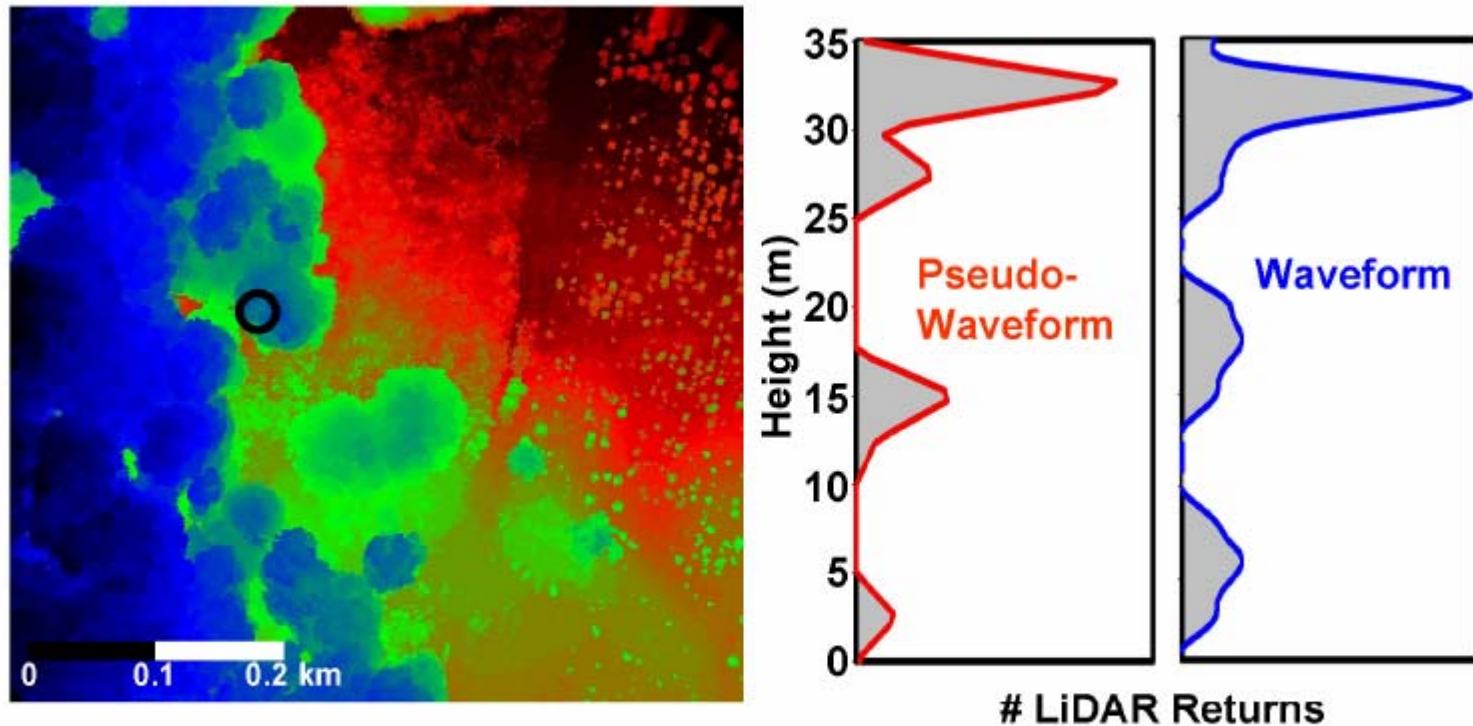 0 0.1 0.2 km
Height (m)
35
30
25
20
15
10
5
0
Pseudo-
Waveform
Waveform
# LiDAR Returns